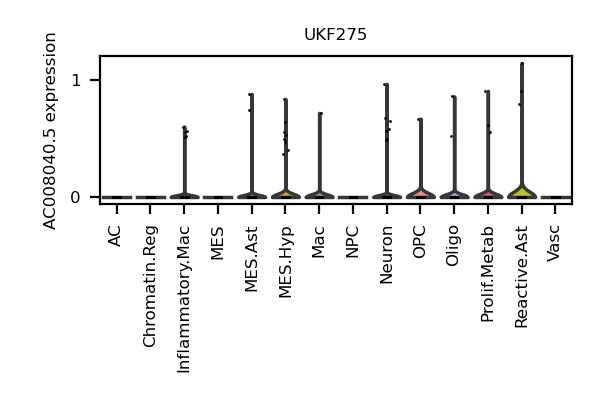 UKF275
AC008040.5 expression
1
0
AC
Chromatin.Reg
Inflammatory.Mac
MES
MES.Ast
MES.Hyp
Mac
NPC
Neuron
OPC
Oligo
Prolif.Metab
Reactive.Ast
Vasc